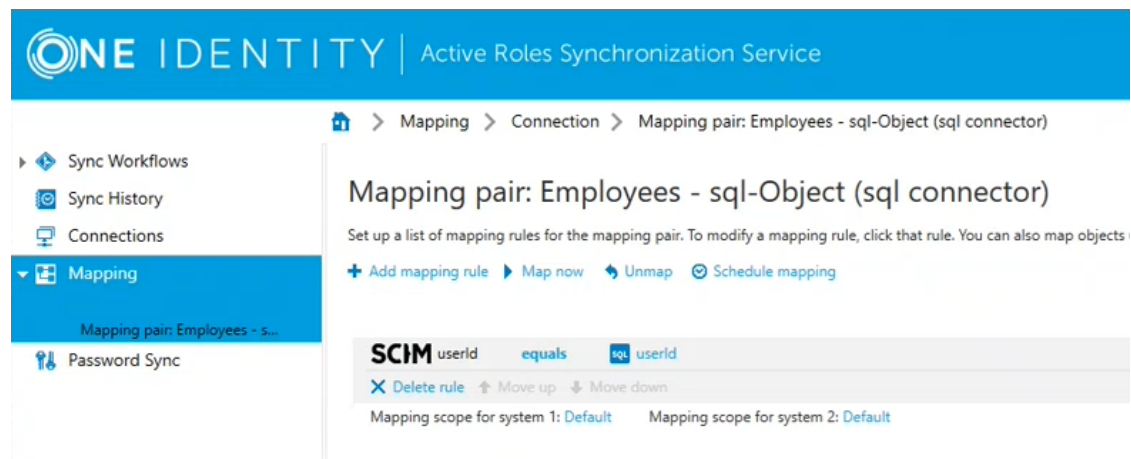 ONE IDENTITY | Active Roles Synchronization Service
> Mapping > Connection > Mapping pair: Employees - sql-Object (sql connector)
Sync Workflows
Sync History
Connections
Mapping
Mapping pair: Employees - s...
Password Sync
Mapping pair: Employees - sql-Object (sql connector)
Set up a list of mapping rules for the mapping pair. To modify a mapping rule, click that rule. You can also map objects
Add mapping rule Map now Unmap Schedule mapping
SCIM userId equals SQL userId
Delete rule Move up Move down
Mapping scope for system 1: Default Mapping scope for system 2: Default